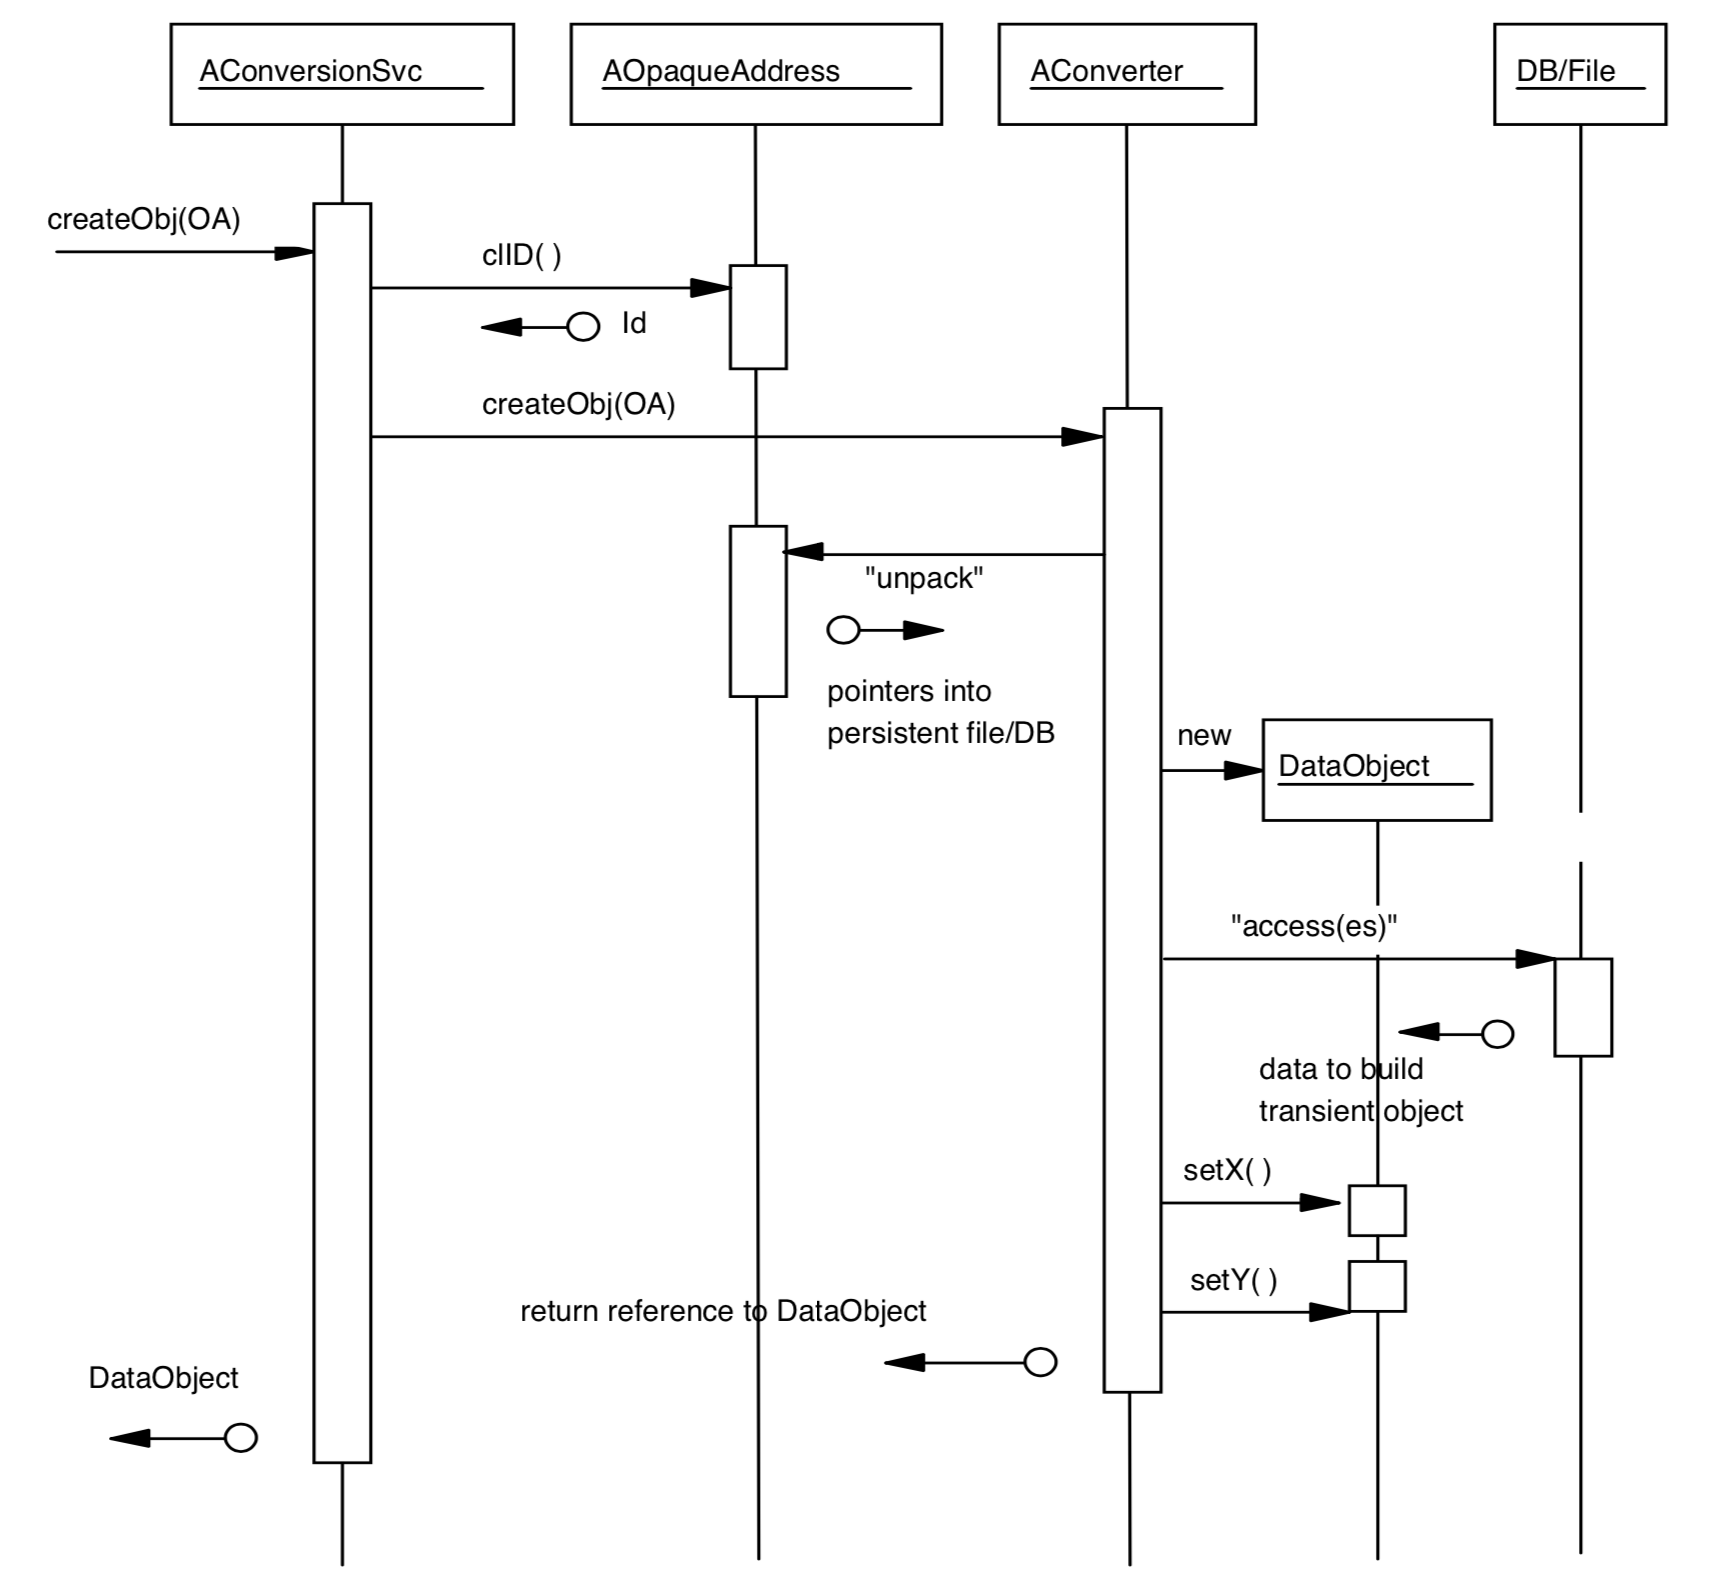 AConversionSvc
AOpaqueAddress
AConverter
DB/File
createObj(OA)
clID( )
Id
createObj(OA)
"unpack"
pointers into
persistent file/DB
new
DataObject
"access(es)"
data to build
transient object
setX( )
setY( )
return reference to DataObject
DataObject